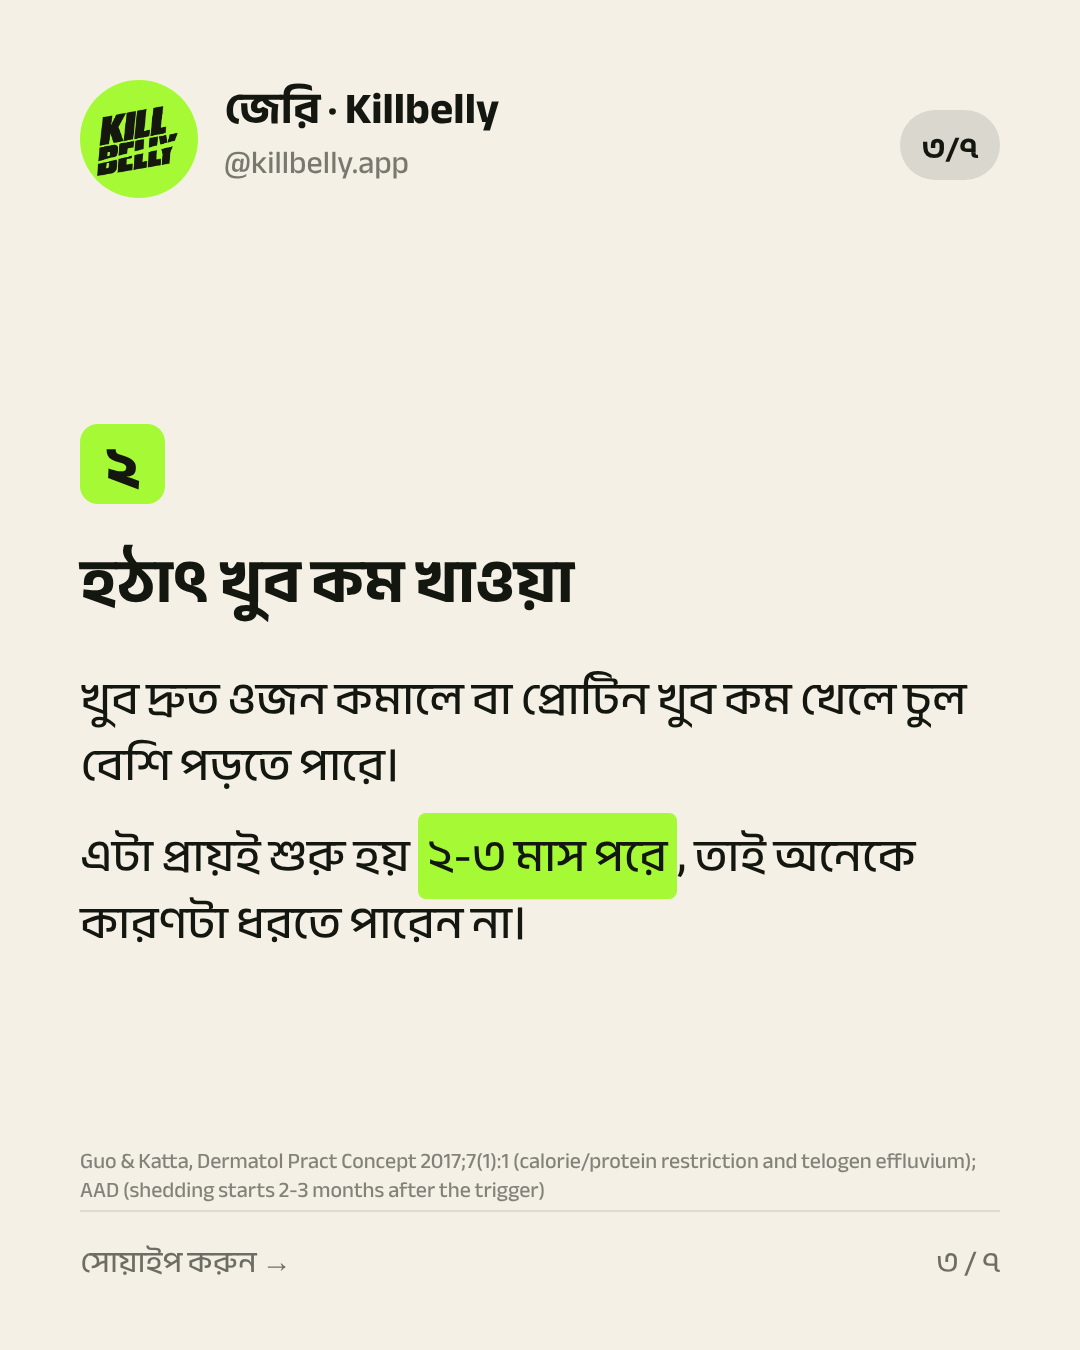 KILL
BELLY
BELLY
জেরি · Killbelly
@killbelly.app
৩/৭
২
হঠাৎ খুব কম খাওয়া
খুব দ্রুত ওজন কমালে বা প্রোটিন খুব কম খেলে চুল
বেশি পড়তে পারে।
এটা প্রায়ই শুরু হয় ২-৩ মাস পরে, তাই অনেকে
কারণটা ধরতে পারেন না।
Guo & Katta, Dermatol Pract Concept 2017;7(1):1 (calorie/protein restriction and telogen effluvium);
AAD (shedding starts 2-3 months after the trigger)
সোয়াইপ করুন →
৩ / ৭